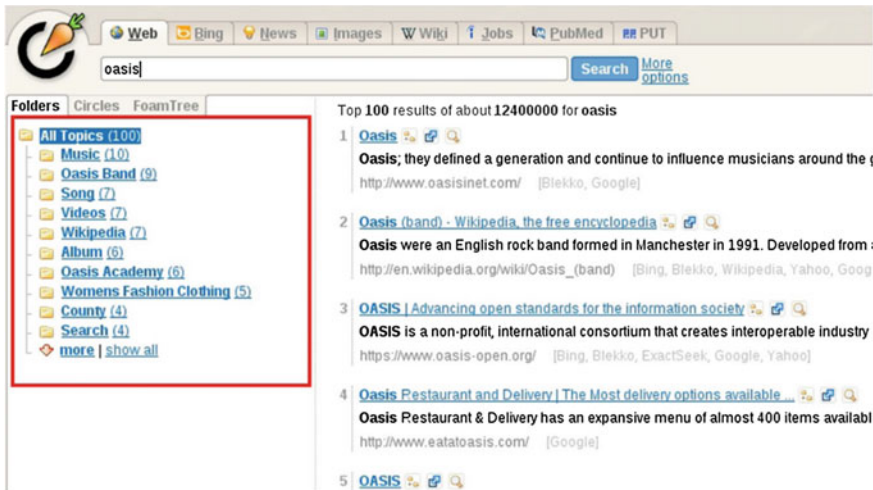 Web Bing News Images Wiki Jobs PubMed PUT
oasis Search More options
Folders Circles FoamTree
All Topics (100)
Music (10)
Oasis Band (9)
Song (7)
Videos (7)
Wikipedia (7)
Album (6)
Oasis Academy (6)
Womens Fashion Clothing (5)
County (4)
Search (4)
more | show all
Top 100 results of about 12400000 for oasis
1 Oasis
Oasis; they defined a generation and continue to influence musicians around the
http://www.oasisinet.com/ [Blekko, Google]
2 Oasis (band) - Wikipedia, the free encyclopedia
Oasis were an English rock band formed in Manchester in 1991. Developed from
http://en.wikipedia.org/wiki/Oasis_(band) [Bing, Blekko, Wikipedia, Yahoo, Goog
3 OASIS | Advancing open standards for the information society
OASIS is a non-profit, international consortium that creates interoperable industry
https://www.oasis-open.org/ [Bing, Blekko, ExactSeek, Google, Yahoo]
4 Oasis Restaurant and Delivery | The Most delivery options available ...
Oasis Restaurant & Delivery has an expansive menu of almost 400 items availabl
http://www.eatatoasis.com/ [Google]
5 OASIS